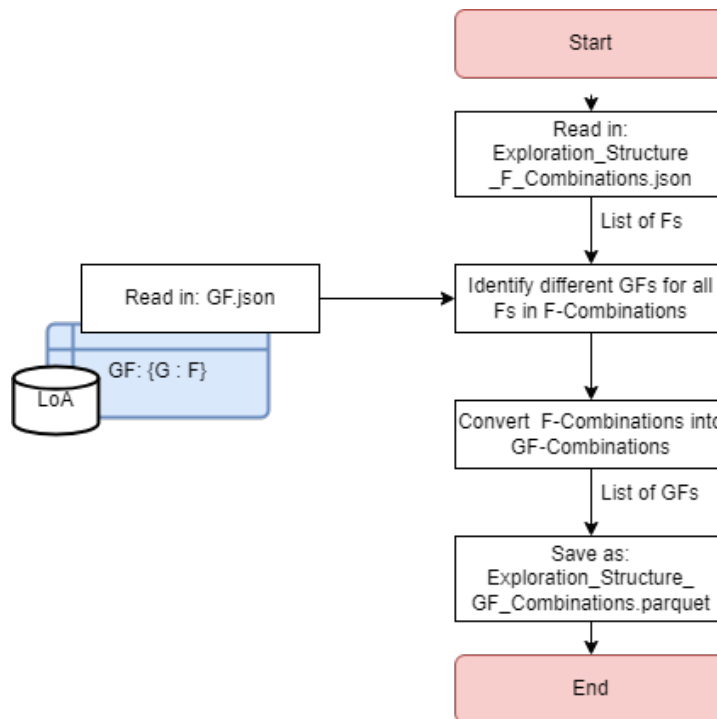 Start
Read in:
Exploration_Structure
_F_Combinations.json
List of Fs
Read in: GF.json
Identify different GFs for all
Fs in F-Combinations
GF: {G : F}
LoA
Convert F-Combinations into
GF-Combinations
List of GFs
Save as:
Exploration_Structure_
GF_Combinations.parquet
End